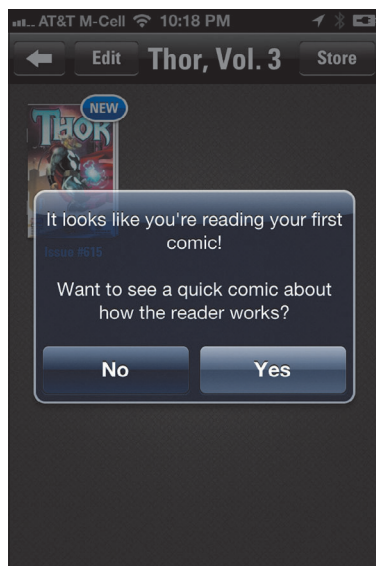 AT&T M-Cell 10:18 PM
Edit Thor, Vol. 3 Store
NEW
THOR
Issue #615
It looks like you're reading your first
comic!
Want to see a quick comic about
how the reader works?
No Yes